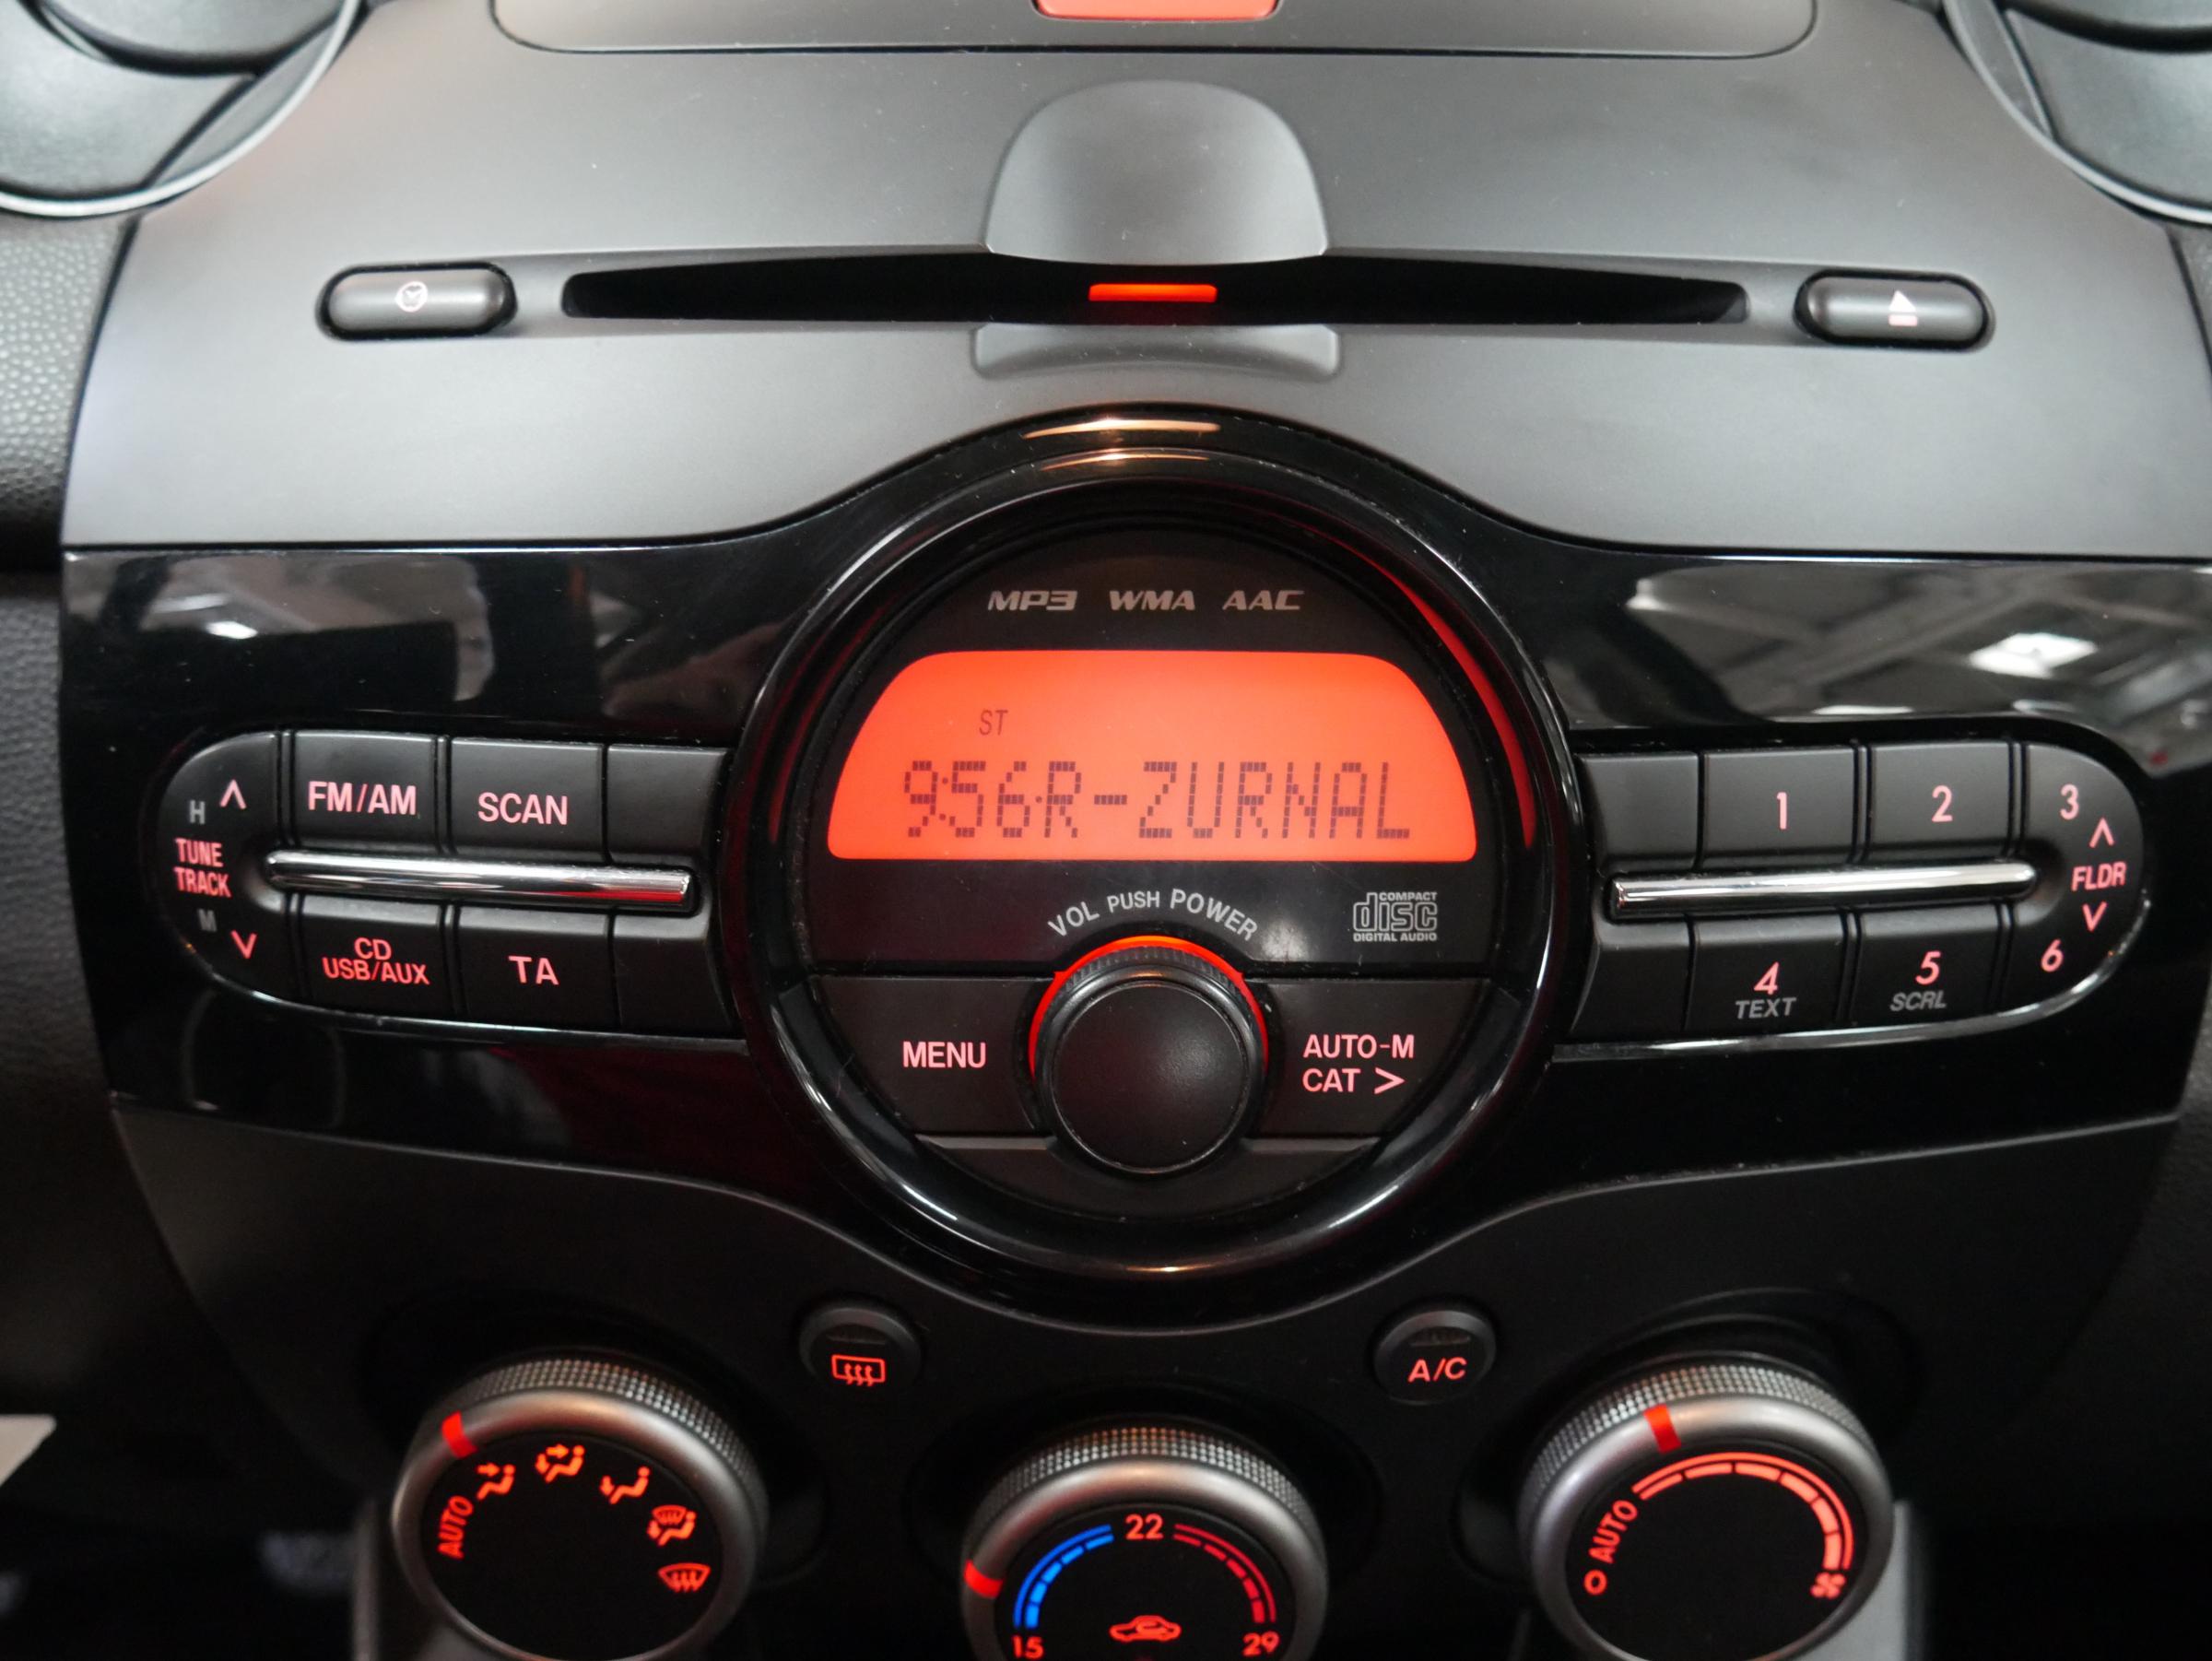 MP3 WMA AAC
ST
9:56R-ZURNAL
VOL PUSH POWER
COMPACT
disc
DIGITAL AUDIO
H
TUNE
TRACK
M
FM/AM
SCAN
CD
USB/AUX
TA
MENU
AUTO-M
CAT >
1
2
3
FLDR
4
TEXT
5
SCRL
6
A/C
AUTO
22
15
29
O AUTO